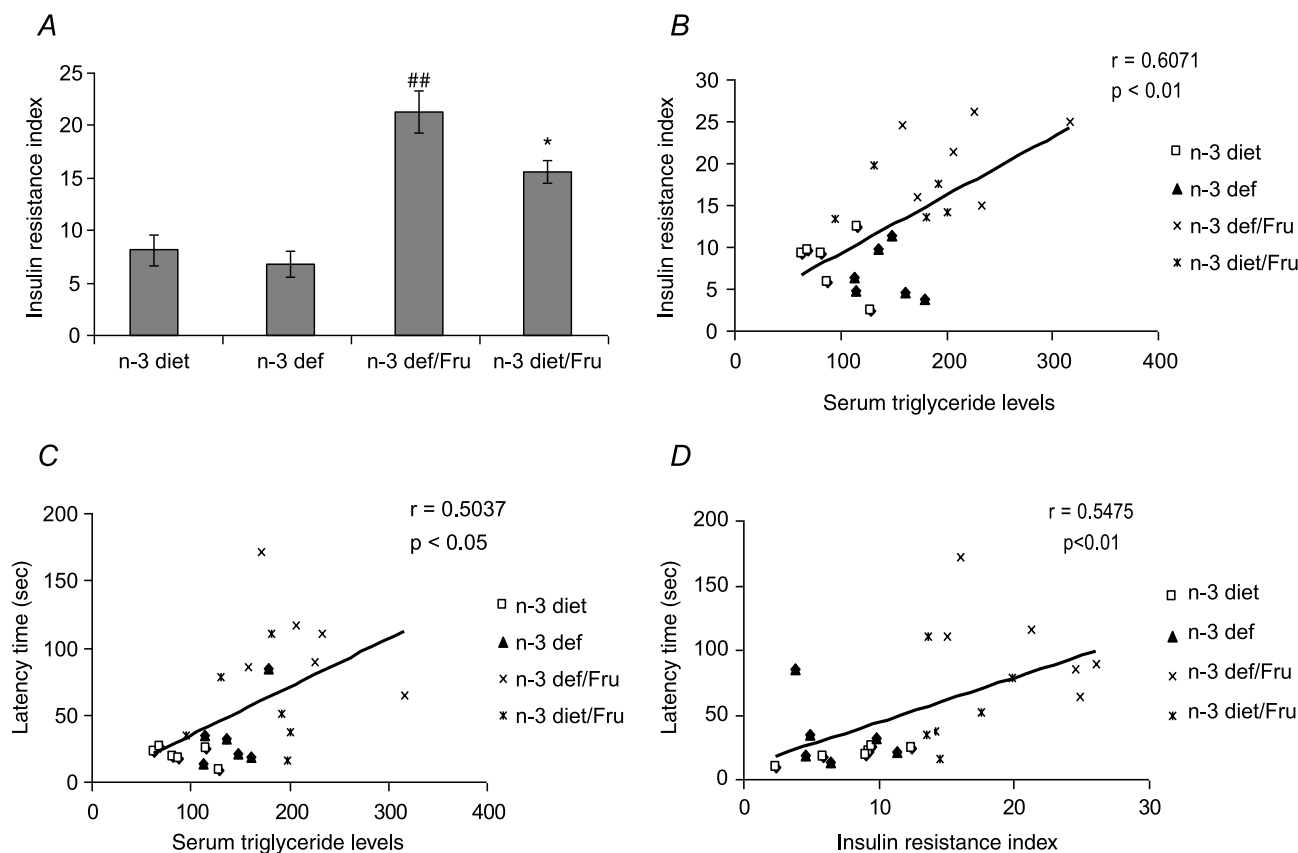 A
Insulin resistance index
25
20
15
10
5
0
##
*
n-3 diet
n-3 def
n-3 def/Fru
n-3 diet/Fru
B
r = 0.6071
p < 0.01
Insulin resistance index
30
25
20
15
10
5
0
0
100
200
300
400
Serum triglyceride levels
n-3 diet
n-3 def
n-3 def/Fru
n-3 diet/Fru
C
r = 0.5037
p < 0.05
Latency time (sec)
200
150
100
50
0
0
100
200
300
400
Serum triglyceride levels
n-3 diet
n-3 def
n-3 def/Fru
n-3 diet/Fru
D
r = 0.5475
p<0.01
Latency time (sec)
200
150
100
50
0
0
10
20
30
Insulin resistance index
n-3 diet
n-3 def
n-3 def/Fru
n-3 diet/Fru